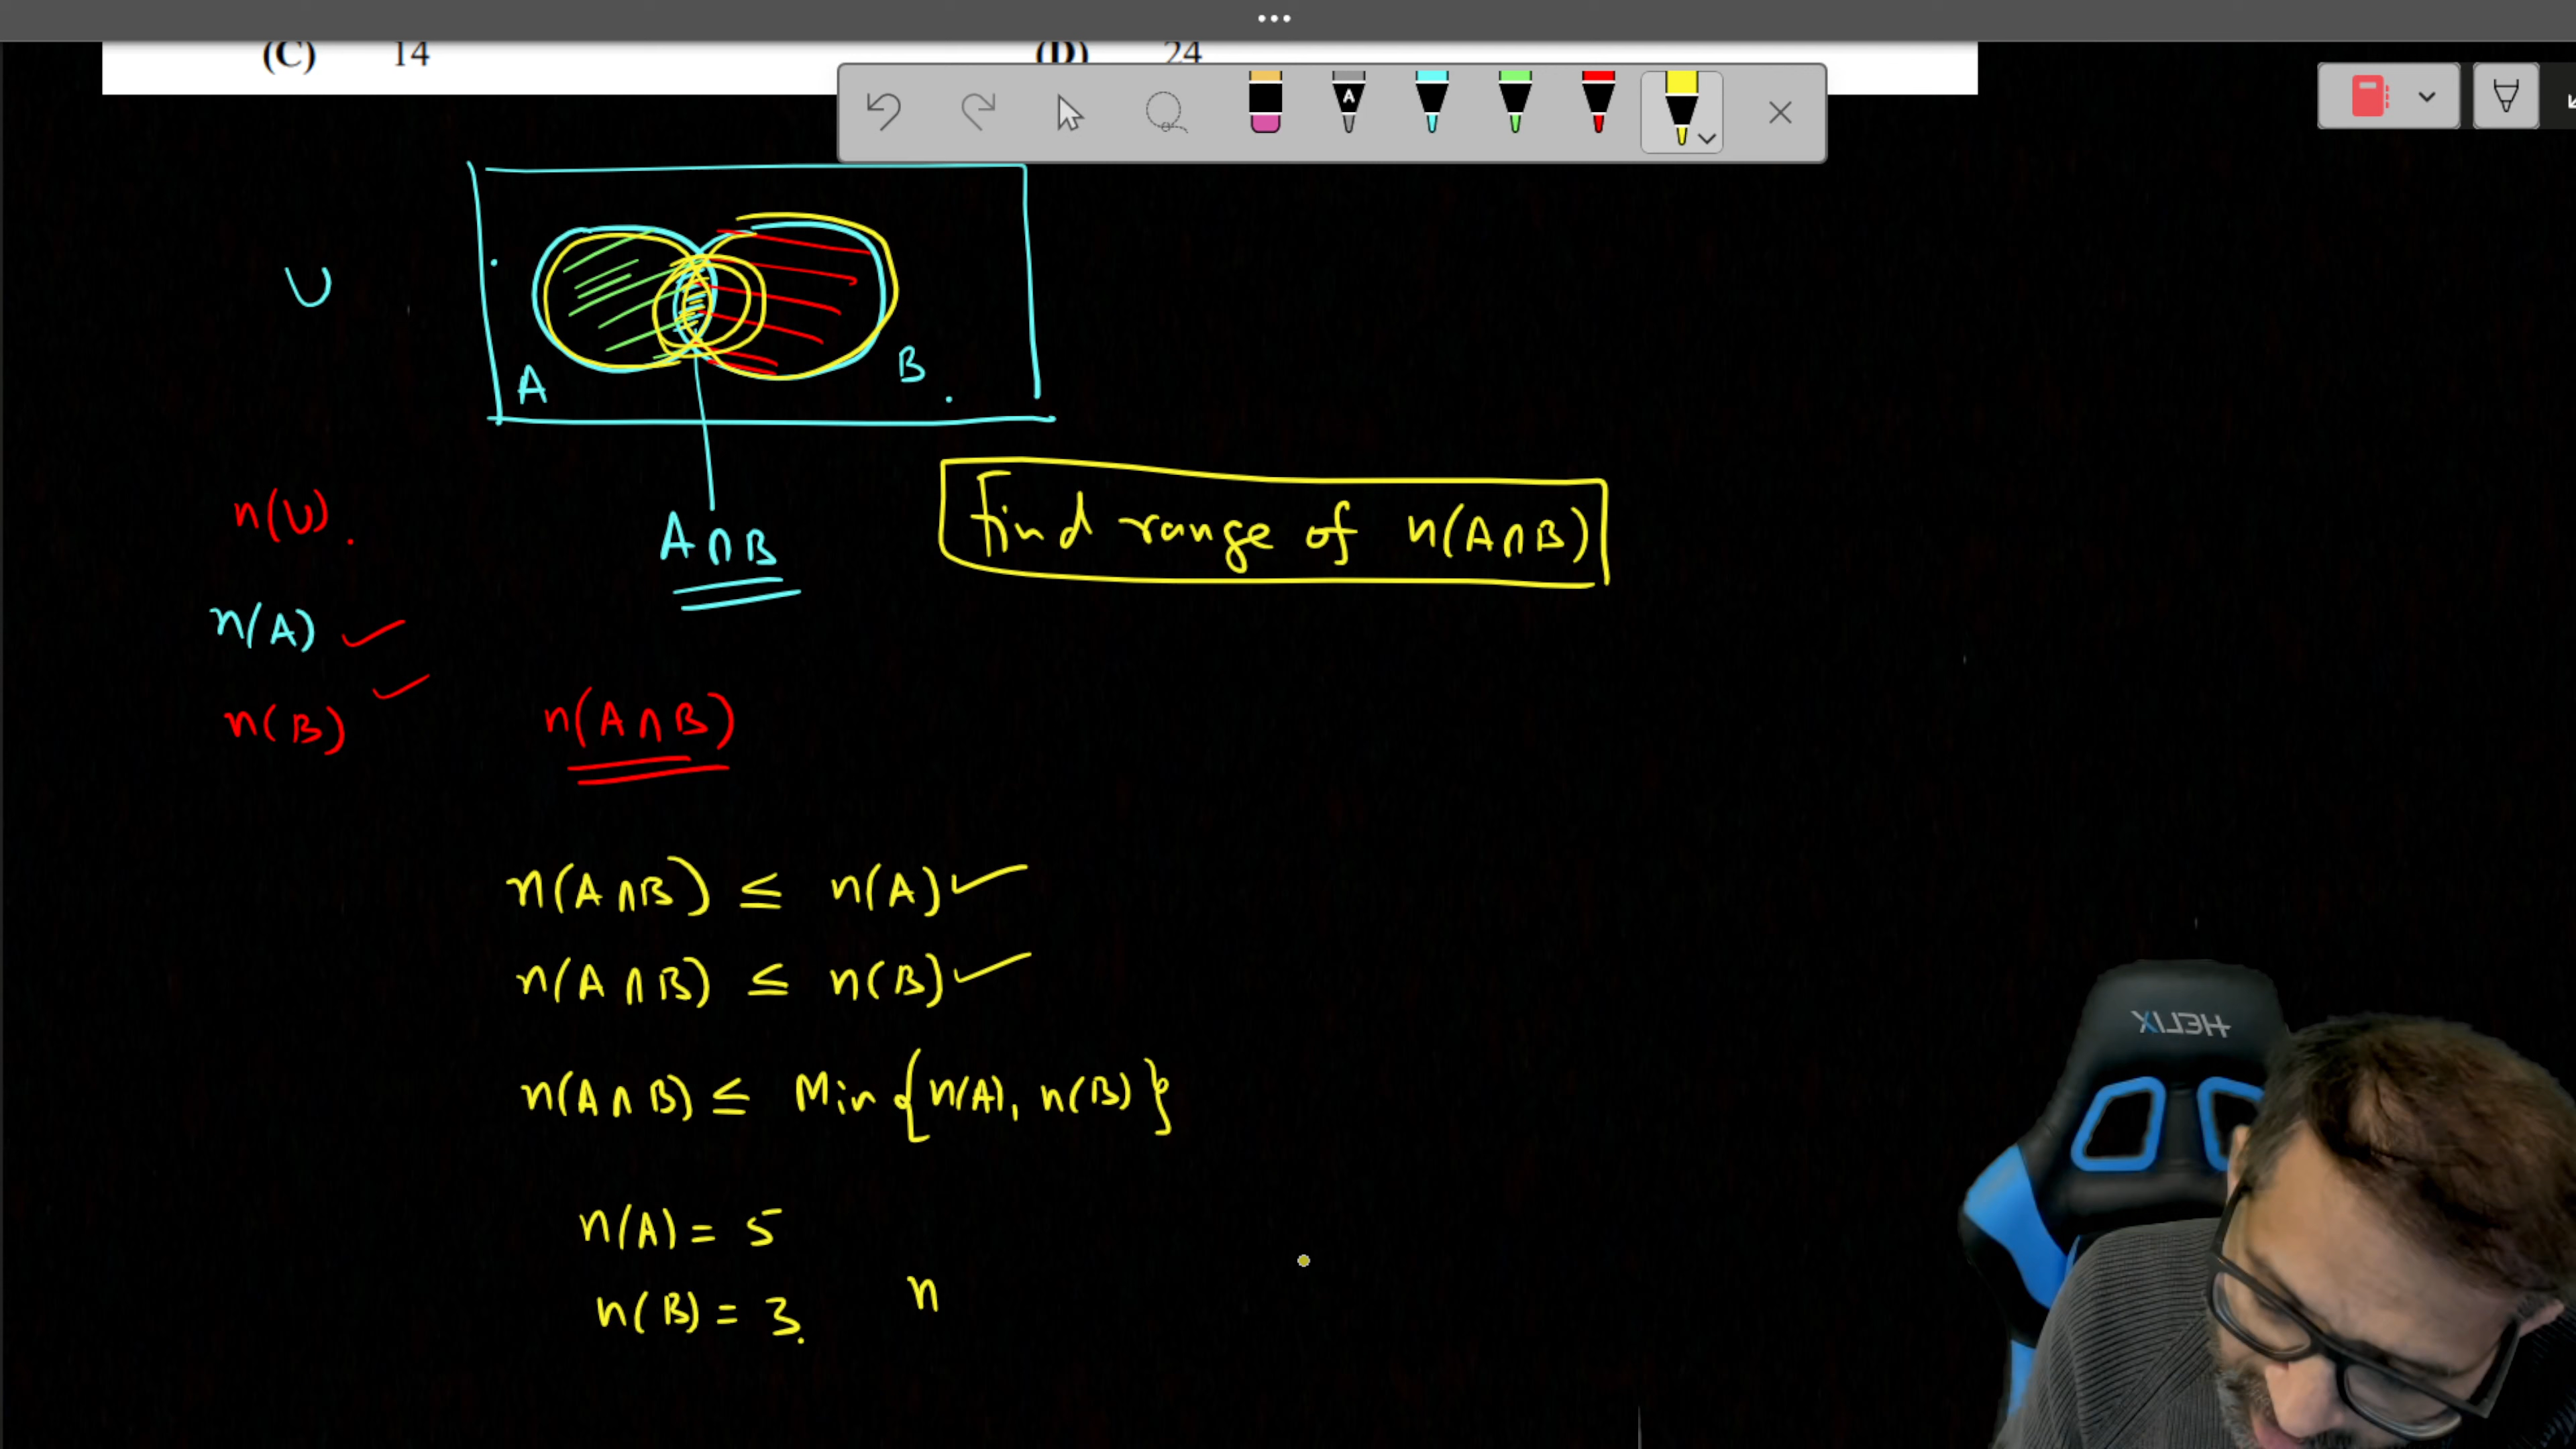 (C) 14 (D) 24
A
U
A
B
n(U).
A∩B
Find range of n(A∩B)
n(A)
n(B)
n(A∩B)
n(A∩B) ≤ n(A)
n(A∩B) ≤ n(B)
n(A∩B) ≤ Min{n(A), n(B)}
HELIX
n(A) = 5
n(B) = 3.
n